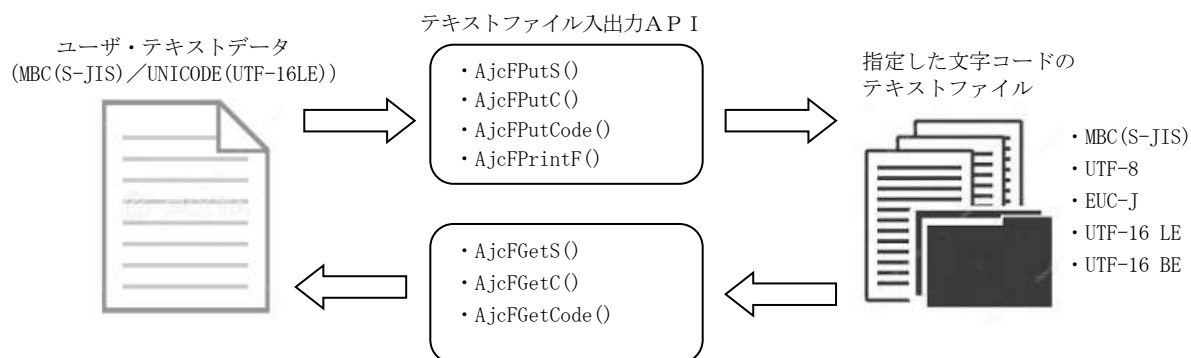 テキストファイル入出力ＡＰＩ
ユーザ・テキストデータ
(MBC(S-JIS)／UNICODE(UTF-16LE))
・AjcFPutS()
・AjcFPutC()
・AjcFPutCode()
・AjcFPrintF()
指定した文字コードの
テキストファイル
・MBC(S-JIS)
・UTF-8
・EUC-J
・UTF-16 LE
・UTF-16 BE
・AjcFGetS()
・AjcFGetC()
・AjcFGetCode()